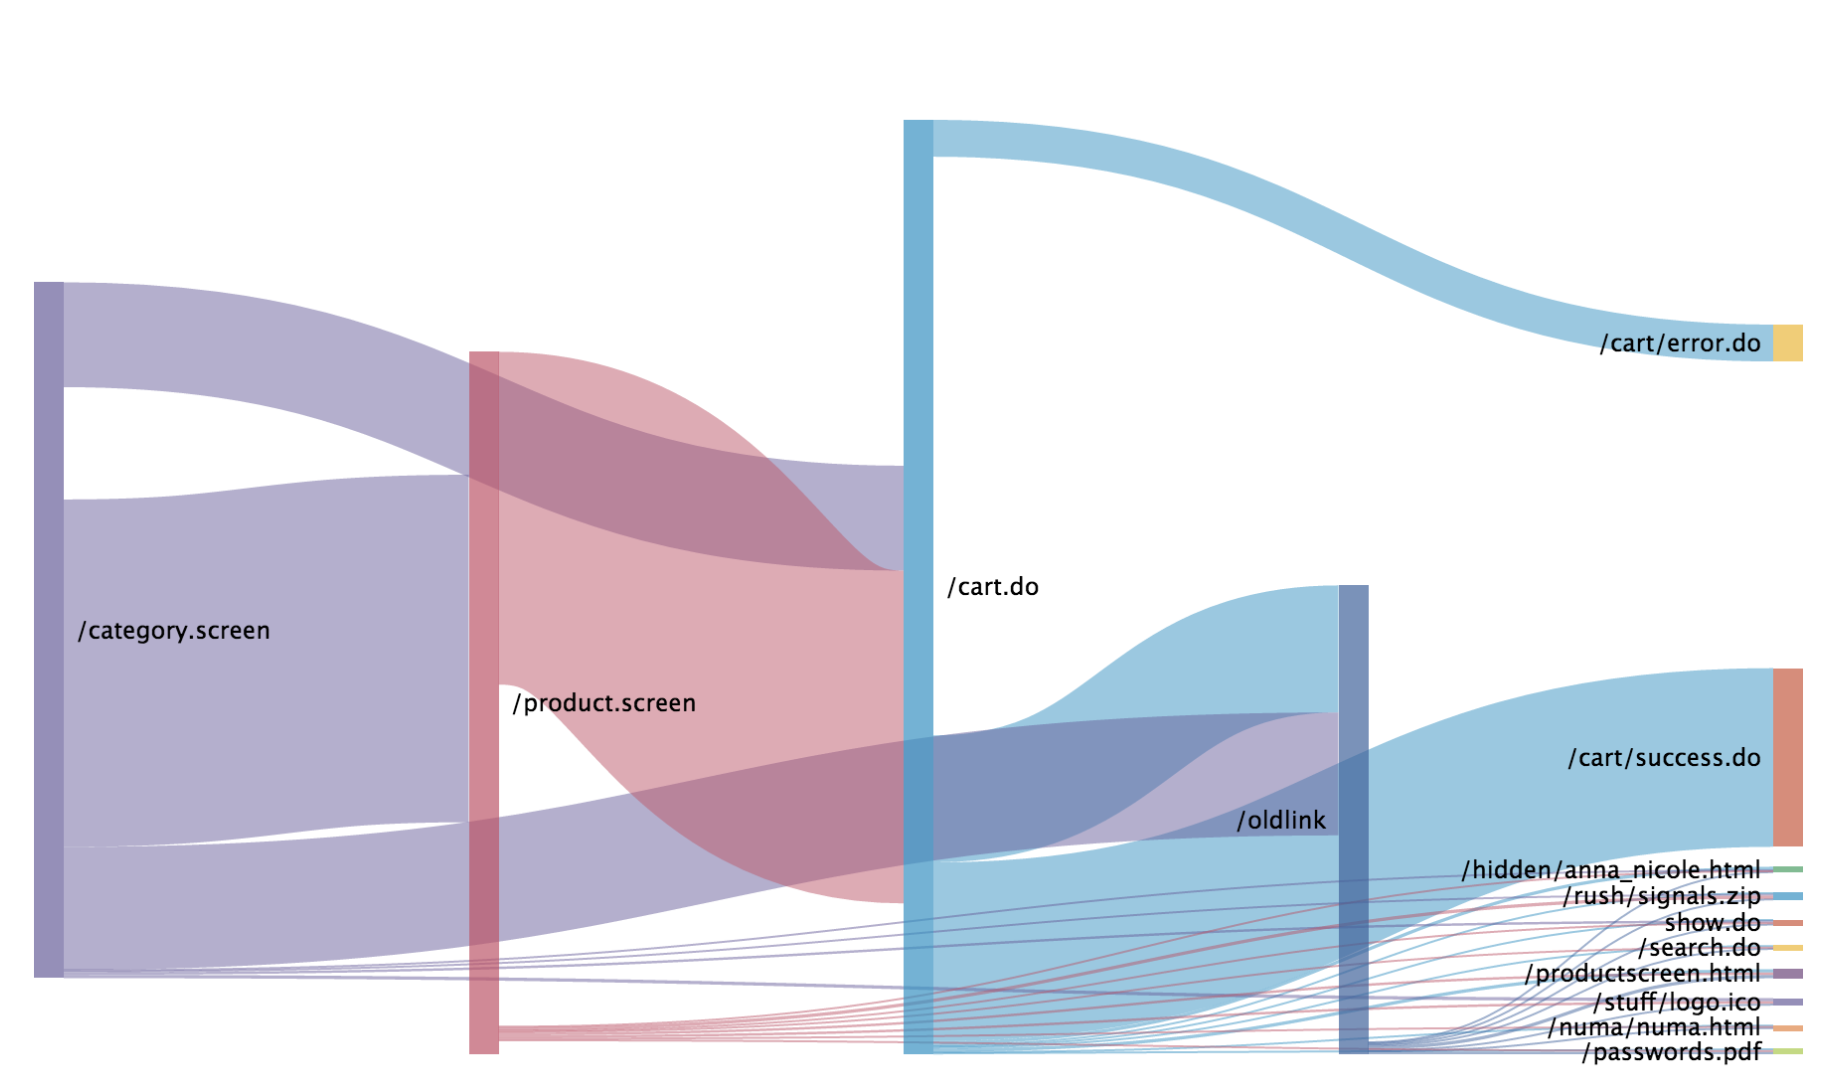 /cart/error.do
/cart.do
/category.screen
/product.screen
/cart/success.do
/oldlink
/hidden/anna_nicole.html
/rush/signals.zip
show.do
/search.do
/productscreen.html
/stuff/logo.ico
/numa/numa.html
/passwords.pdf